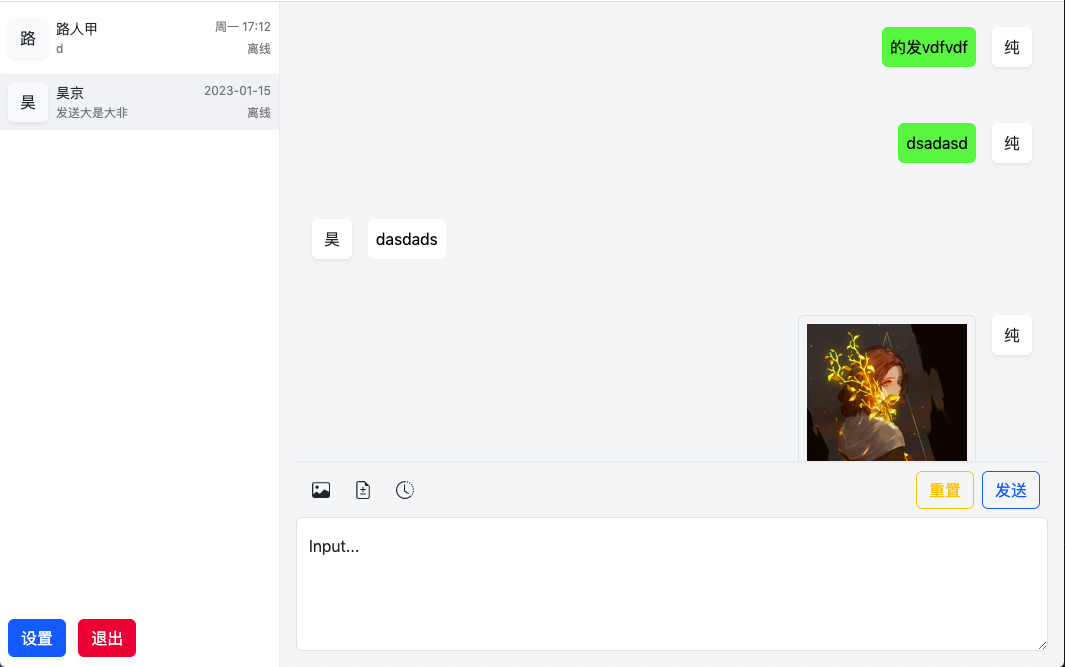 路
路人甲
周一 17:12
d
离线
昊
昊京
2023-01-15
发送大是大非
离线
的发vdfvdf
纯
dsadasd
纯
昊
dasdads
纯
重置
发送
Input...
设置
退出